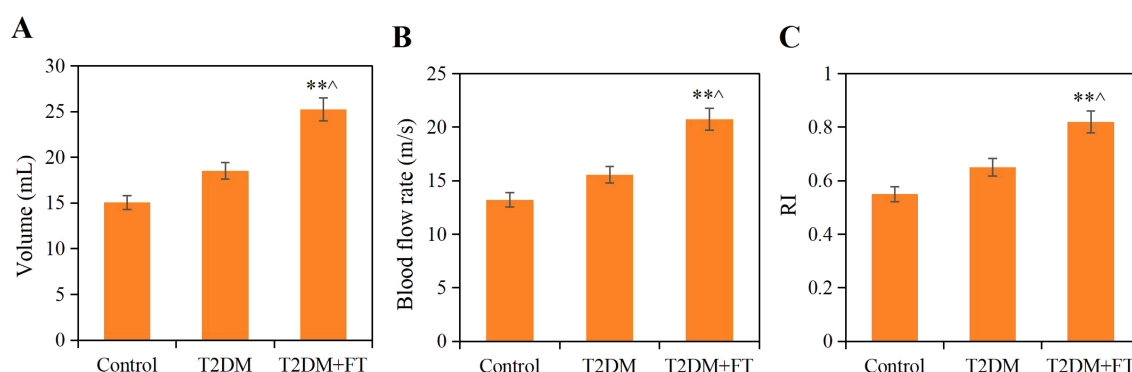 A
Volume (mL)
30
25
20
15
10
5
0
**^
Control T2DM T2DM+FT
B
Blood flow rate (m/s)
25
20
15
10
5
0
**^
Control T2DM T2DM+FT
C
RI
1
0.8
0.6
0.4
0.2
0
**^
Control T2DM T2DM+FT